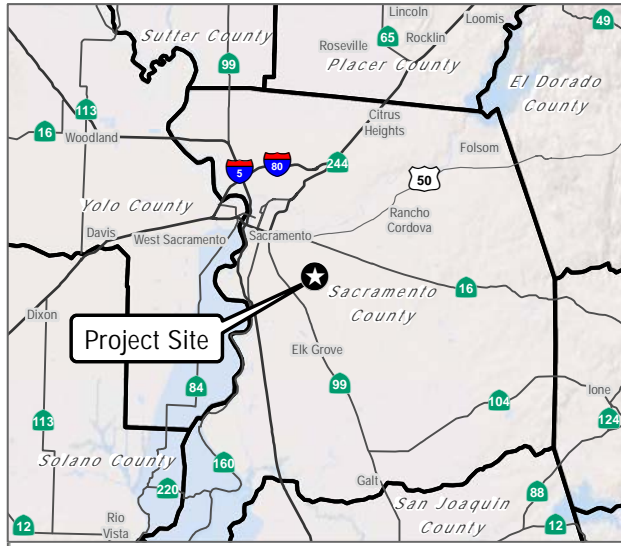 Lincoln
Loomis
49
Sutter County
65
Rocklin
Roseville
99
Placer County
El Dorado
County
113
Citrus
Heights
16
Woodland
Folsom
5
80
244
50
Yolo County
Rancho
Cordova
Davis
West Sacramento
Sacramento
16
Sacramento
County
Dixon
Project Site
Elk Grove
84
99
Ione
104
113
124
Solano County
160
Galt
88
220
San Joaquin
County
12
Rio
Vista
12